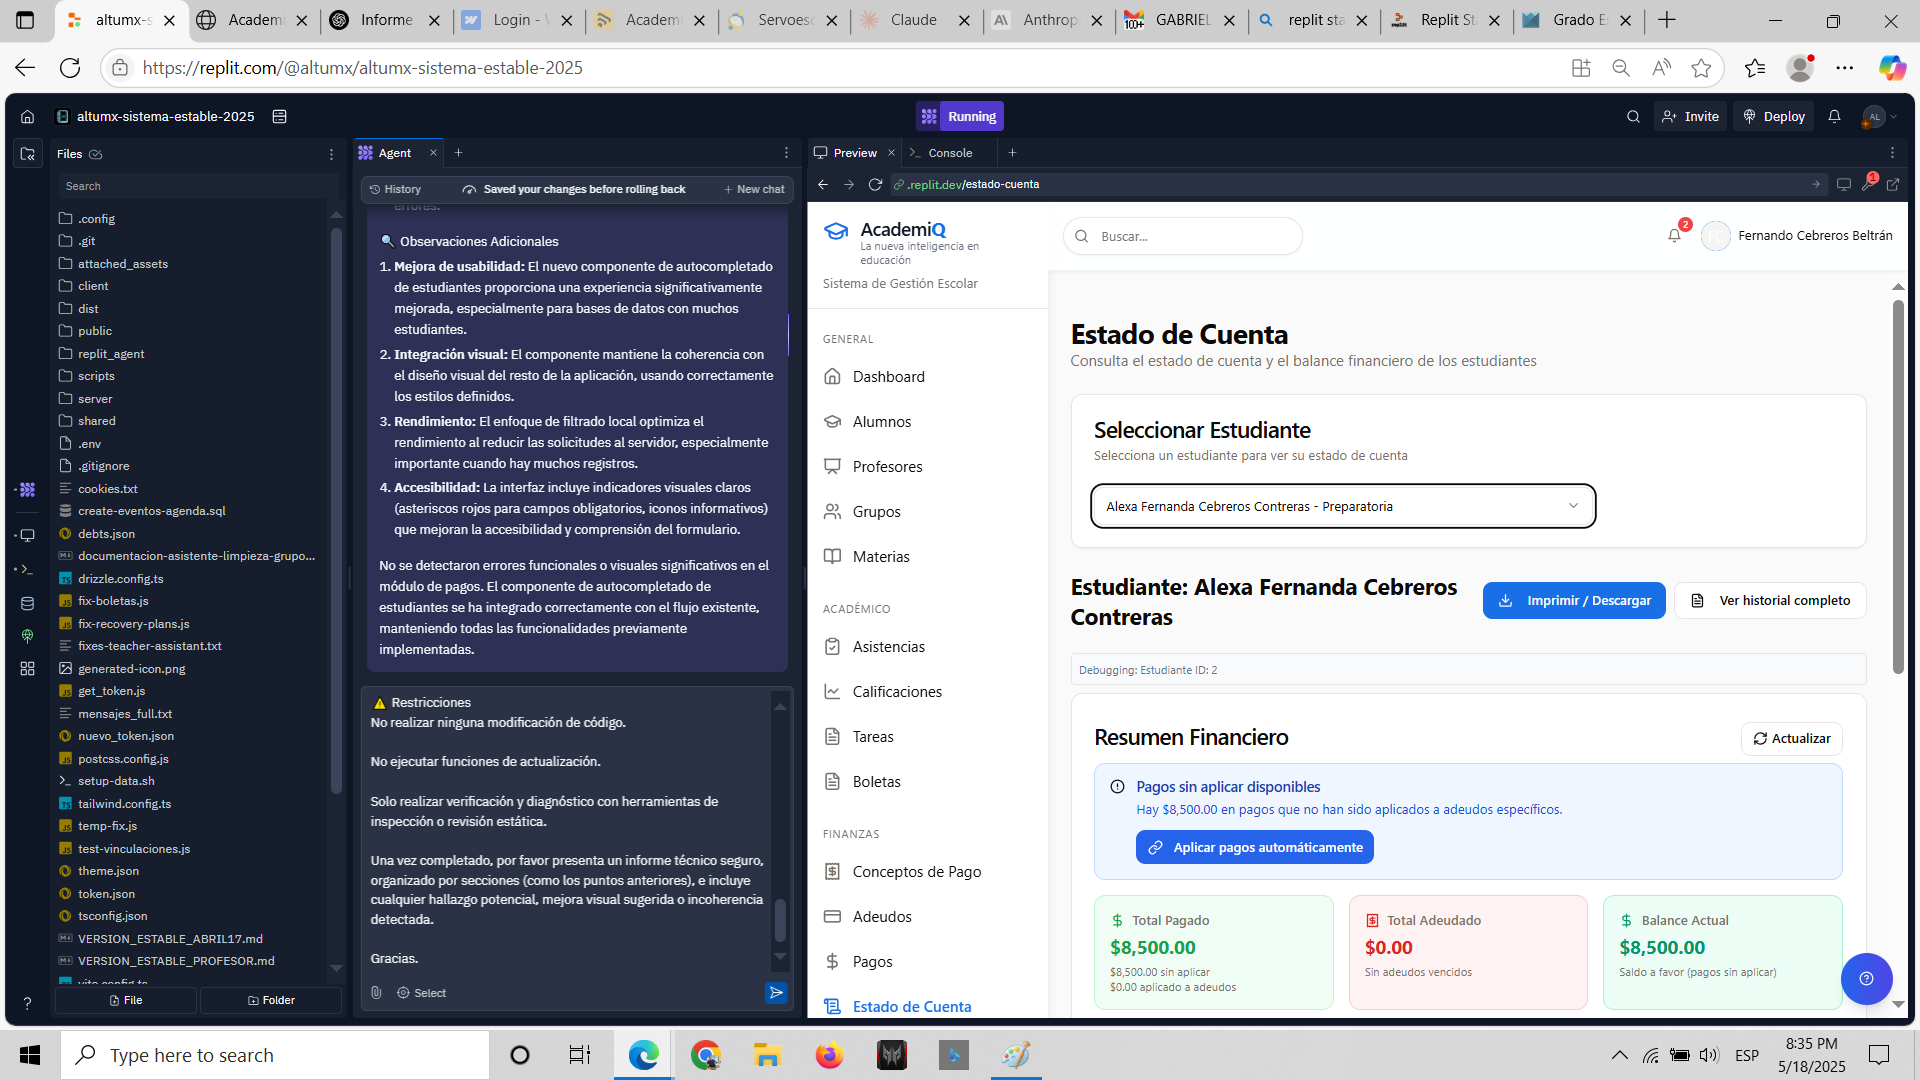 altumx-s
Academi
Informe
Login - W
Academi
Servoesc
Claude
Anthrop
GABRIEL
replit sta
Replit St
Grado E
https://replit.com/@altumx/altumx-sistema-estable-2025
altumx-sistema-estable-2025
Running
Invite
Deploy
AL
Files
Search
.config
.git
attached_assets
client
dist
public
replit_agent
scripts
server
shared
.env
.gitignore
cookies.txt
create-eventos-agenda.sql
debts.json
documentacion-asistente-limpieza-grupo...
drizzle.config.ts
fix-boletas.js
fix-recovery-plans.js
fixes-teacher-assistant.txt
generated-icon.png
get_token.js
mensajes_full.txt
nuevo_token.json
postcss.config.js
setup-data.sh
tailwind.config.ts
temp-fix.js
test-vinculaciones.js
theme.json
token.json
tsconfig.json
VERSION_ESTABLE_ABRIL17.md
VERSION_ESTABLE_PROFESOR.md
vite.config.ts
File
Folder
Agent
History
Saved your changes before rolling back
New chat
errores.
🔍 Observaciones Adicionales
1. Mejora de usabilidad: El nuevo componente de autocompletado
de estudiantes proporciona una experiencia significativamente
mejorada, especialmente para bases de datos con muchos
estudiantes.
2. Integración visual: El componente mantiene la coherencia con
el diseño visual del resto de la aplicación, usando correctamente
los estilos definidos.
3. Rendimiento: El enfoque de filtrado local optimiza el
rendimiento al reducir las solicitudes al servidor, especialmente
importante cuando hay muchos registros.
4. Accesibilidad: La interfaz incluye indicadores visuales claros
(asteriscos rojos para campos obligatorios, iconos informativos)
que mejoran la accesibilidad y comprensión del formulario.
No se detectaron errores funcionales o visuales significativos en el
módulo de pagos. El componente de autocompletado de
estudiantes se ha integrado correctamente con el flujo existente,
manteniendo todas las funcionalidades previamente
implementadas.
⚠️ Restricciones
No realizar ninguna modificación de código.
No ejecutar funciones de actualización.
Solo realizar verificación y diagnóstico con herramientas de
inspección o revisión estática.
Una vez completado, por favor presenta un informe técnico seguro,
organizado por secciones (como los puntos anteriores), e incluye
cualquier hallazgo potencial, mejora visual sugerida o incoherencia
detectada.
Gracias.
Select
Preview
Console
.replit.dev/estado-cuenta
1
AcademiQ
La nueva inteligencia en
educación
Sistema de Gestión Escolar
GENERAL
Dashboard
Alumnos
Profesores
Grupos
Materias
ACADÉMICO
Asistencias
Calificaciones
Tareas
Boletas
FINANZAS
Conceptos de Pago
Adeudos
Pagos
Estado de Cuenta
Buscar...
2
Fernando Cebreros Beltrán
Estado de Cuenta
Consulta el estado de cuenta y el balance financiero de los estudiantes
Seleccionar Estudiante
Selecciona un estudiante para ver su estado de cuenta
Alexa Fernanda Cebreros Contreras - Preparatoria
Estudiante: Alexa Fernanda Cebreros
Contreras
Imprimir / Descargar
Ver historial completo
Debugging: Estudiante ID: 2
Resumen Financiero
Actualizar
Pagos sin aplicar disponibles
Hay $8,500.00 en pagos que no han sido aplicados a adeudos específicos.
Aplicar pagos automáticamente
Total Pagado
$8,500.00
$8,500.00 sin aplicar
$0.00 aplicado a adeudos
Total Adeudado
$0.00
Sin adeudos vencidos
Balance Actual
$8,500.00
Saldo a favor (pagos sin aplicar)
Type here to search
ESP
8:35 PM
5/18/2025